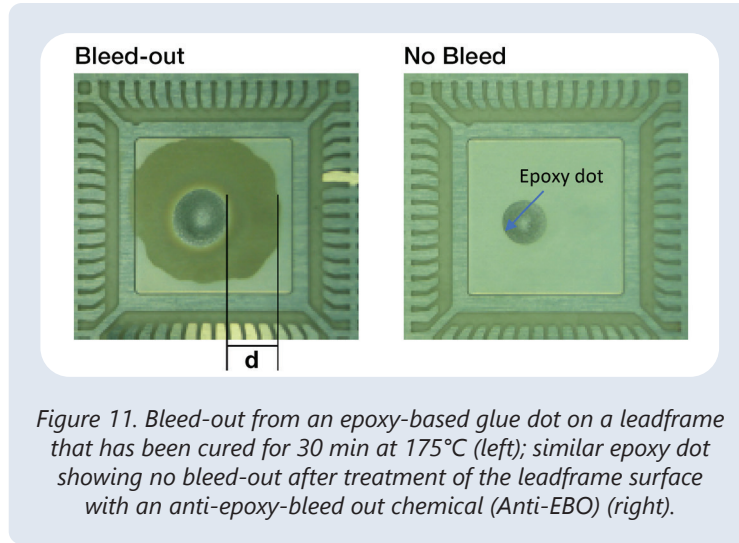 Bleed-out
No Bleed
Epoxy dot
d
Figure 11. Bleed-out from an epoxy-based glue dot on a leadframe
that has been cured for 30 min at 175°C (left); similar epoxy dot
showing no bleed-out after treatment of the leadframe surface
with an anti-epoxy-bleed out chemical (Anti-EBO) (right).